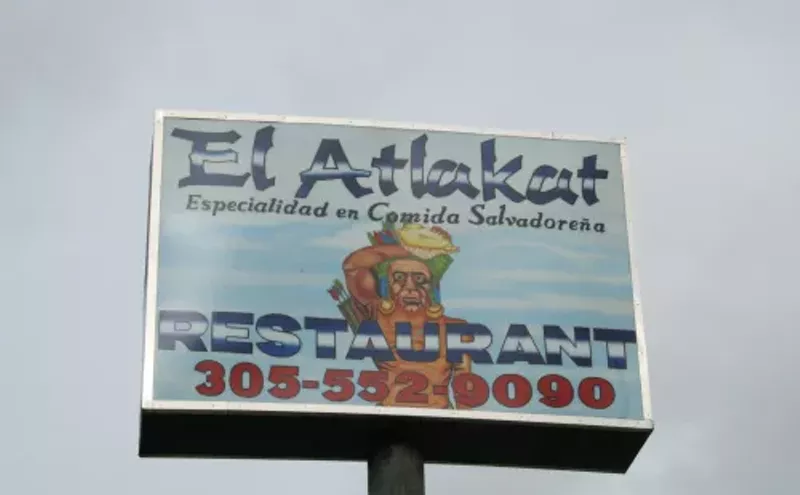 El Atlakat
Especialidad en Comida Salvadoreña
RESTAURANT
305-552-9090